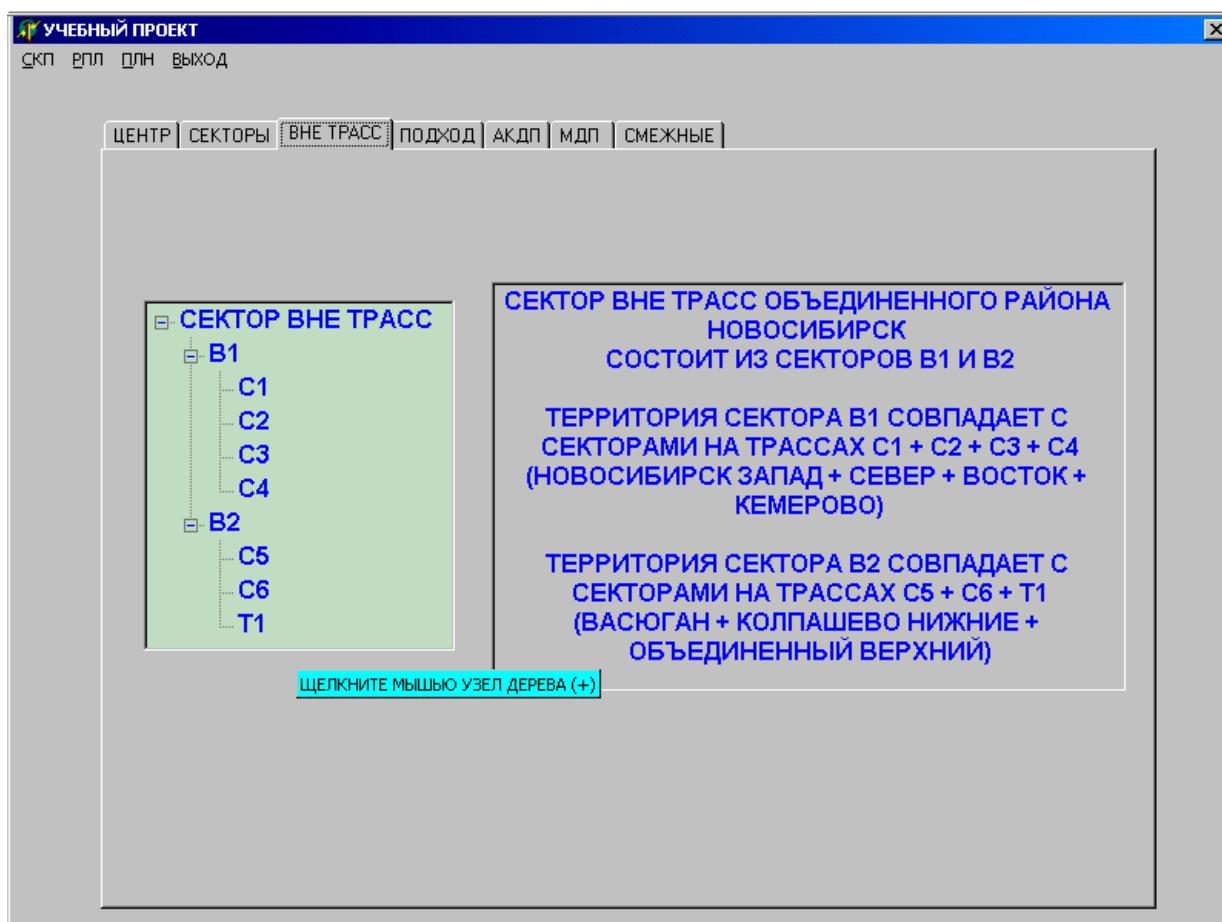 УЧЕБНЫЙ ПРОЕКТ
СКП РПЛ ПЛН ВЫХОД
ЦЕНТР СЕКТОРЫ ВНЕ ТРАСС ПОДХОД АКДП МДП СМЕЖНЫЕ
СЕКТОР ВНЕ ТРАСС
В1
С1
С2
С3
С4
В2
С5
С6
Т1
СЕКТОР ВНЕ ТРАСС ОБЪЕДИНЕННОГО РАЙОНА
НОВОСИБИРСК
СОСТОИТ ИЗ СЕКТОРОВ В1 И В2
ТЕРРИТОРИЯ СЕКТОРА В1 СОВПАДАЕТ С
СЕКТОРАМИ НА ТРАССАХ С1 + С2 + С3 + С4
(НОВОСИБИРСК ЗАПАД + СЕВЕР + ВОСТОК +
КЕМЕРОВО)
ТЕРРИТОРИЯ СЕКТОРА В2 СОВПАДАЕТ С
СЕКТОРАМИ НА ТРАССАХ С5 + С6 + Т1
(ВАСЮГАН + КОЛПАШЕВО НИЖНИЕ +
ОБЪЕДИНЕННЫЙ ВЕРХНИЙ)
ЩЕЛКНИТЕ МЫШЬЮ УЗЕЛ ДЕРЕВА (+)